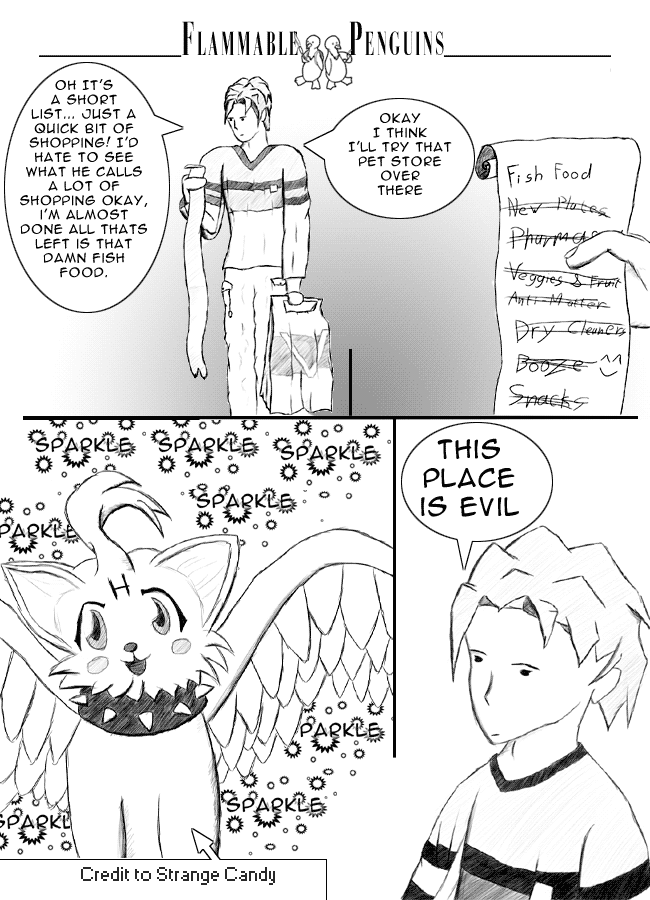 FLAMMABLE PENGUINS
OH IT'S
A SHORT
LIST... JUST A
QUICK BIT OF
SHOPPING! I'D
HATE TO SEE
WHAT HE CALLS
A LOT OF
SHOPPING OKAY,
I'M ALMOST
DONE ALL THATS
LEFT IS THAT
DAMN FISH
FOOD.
OKAY
I THINK
I'LL TRY THAT
PET STORE
OVER
THERE
Fish Food
New Plates
Pharmac
Veggies & Fruit
Anti-Matter
Dry Cleaners
Booze ^^
Snacks
SPARKLE SPARKLE SPARKLE
SPARKLE
SPARKLE
H
PARKLE
SPARKLE
SPARKL
Credit to Strange Candy
THIS
PLACE
IS EVIL